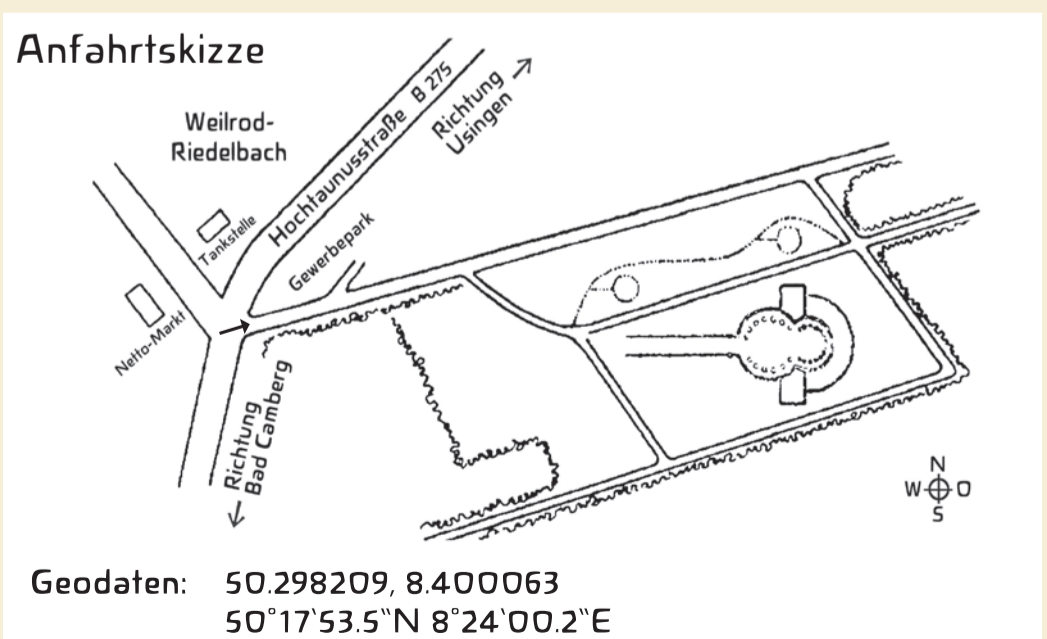 Anfahrtskizze
Weilrod-
Riedelbach
Hochtaunusstraße B 275
Richtung
Usingen
Tankstelle
Gewerbepark
Netto-Markt
Richtung
Bad Camberg
N
W O
S
Geodaten: 50.298209, 8.400063
50°17‘53.5“N 8°24‘00.2“E